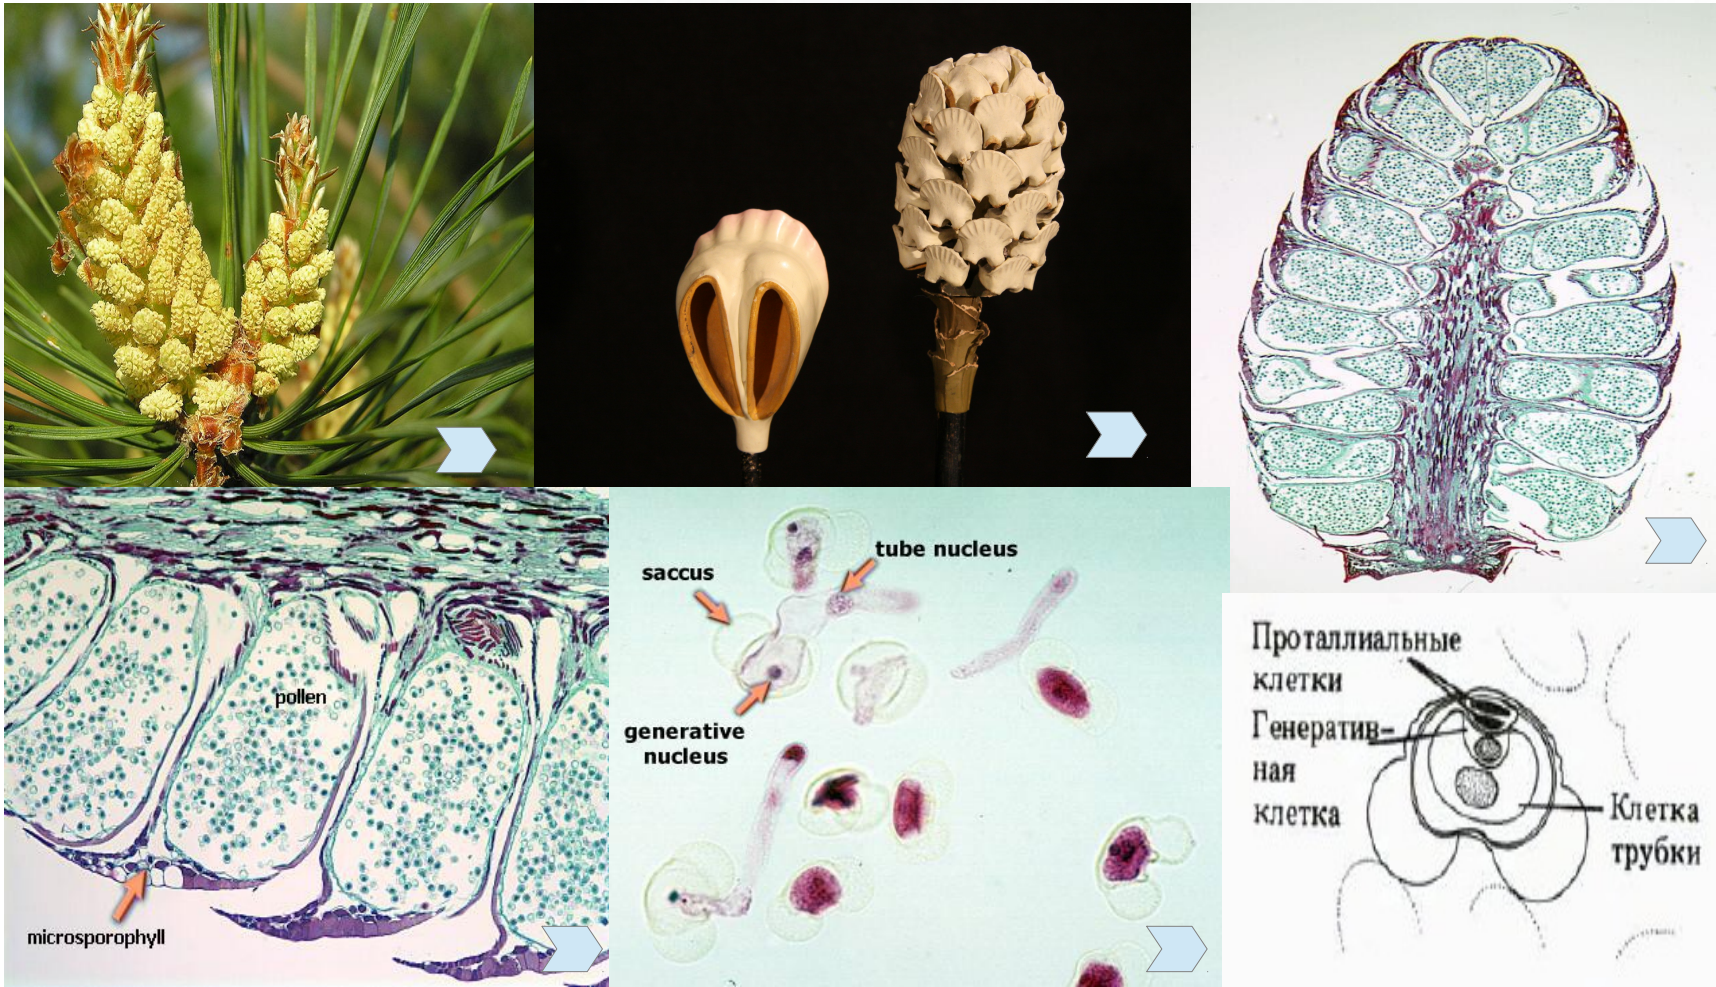 pollen
microsporophyll
saccus
tube nucleus
generative
nucleus
Проталлиальные
клетки
Генератив-
ная
клетка
Клетка
трубки